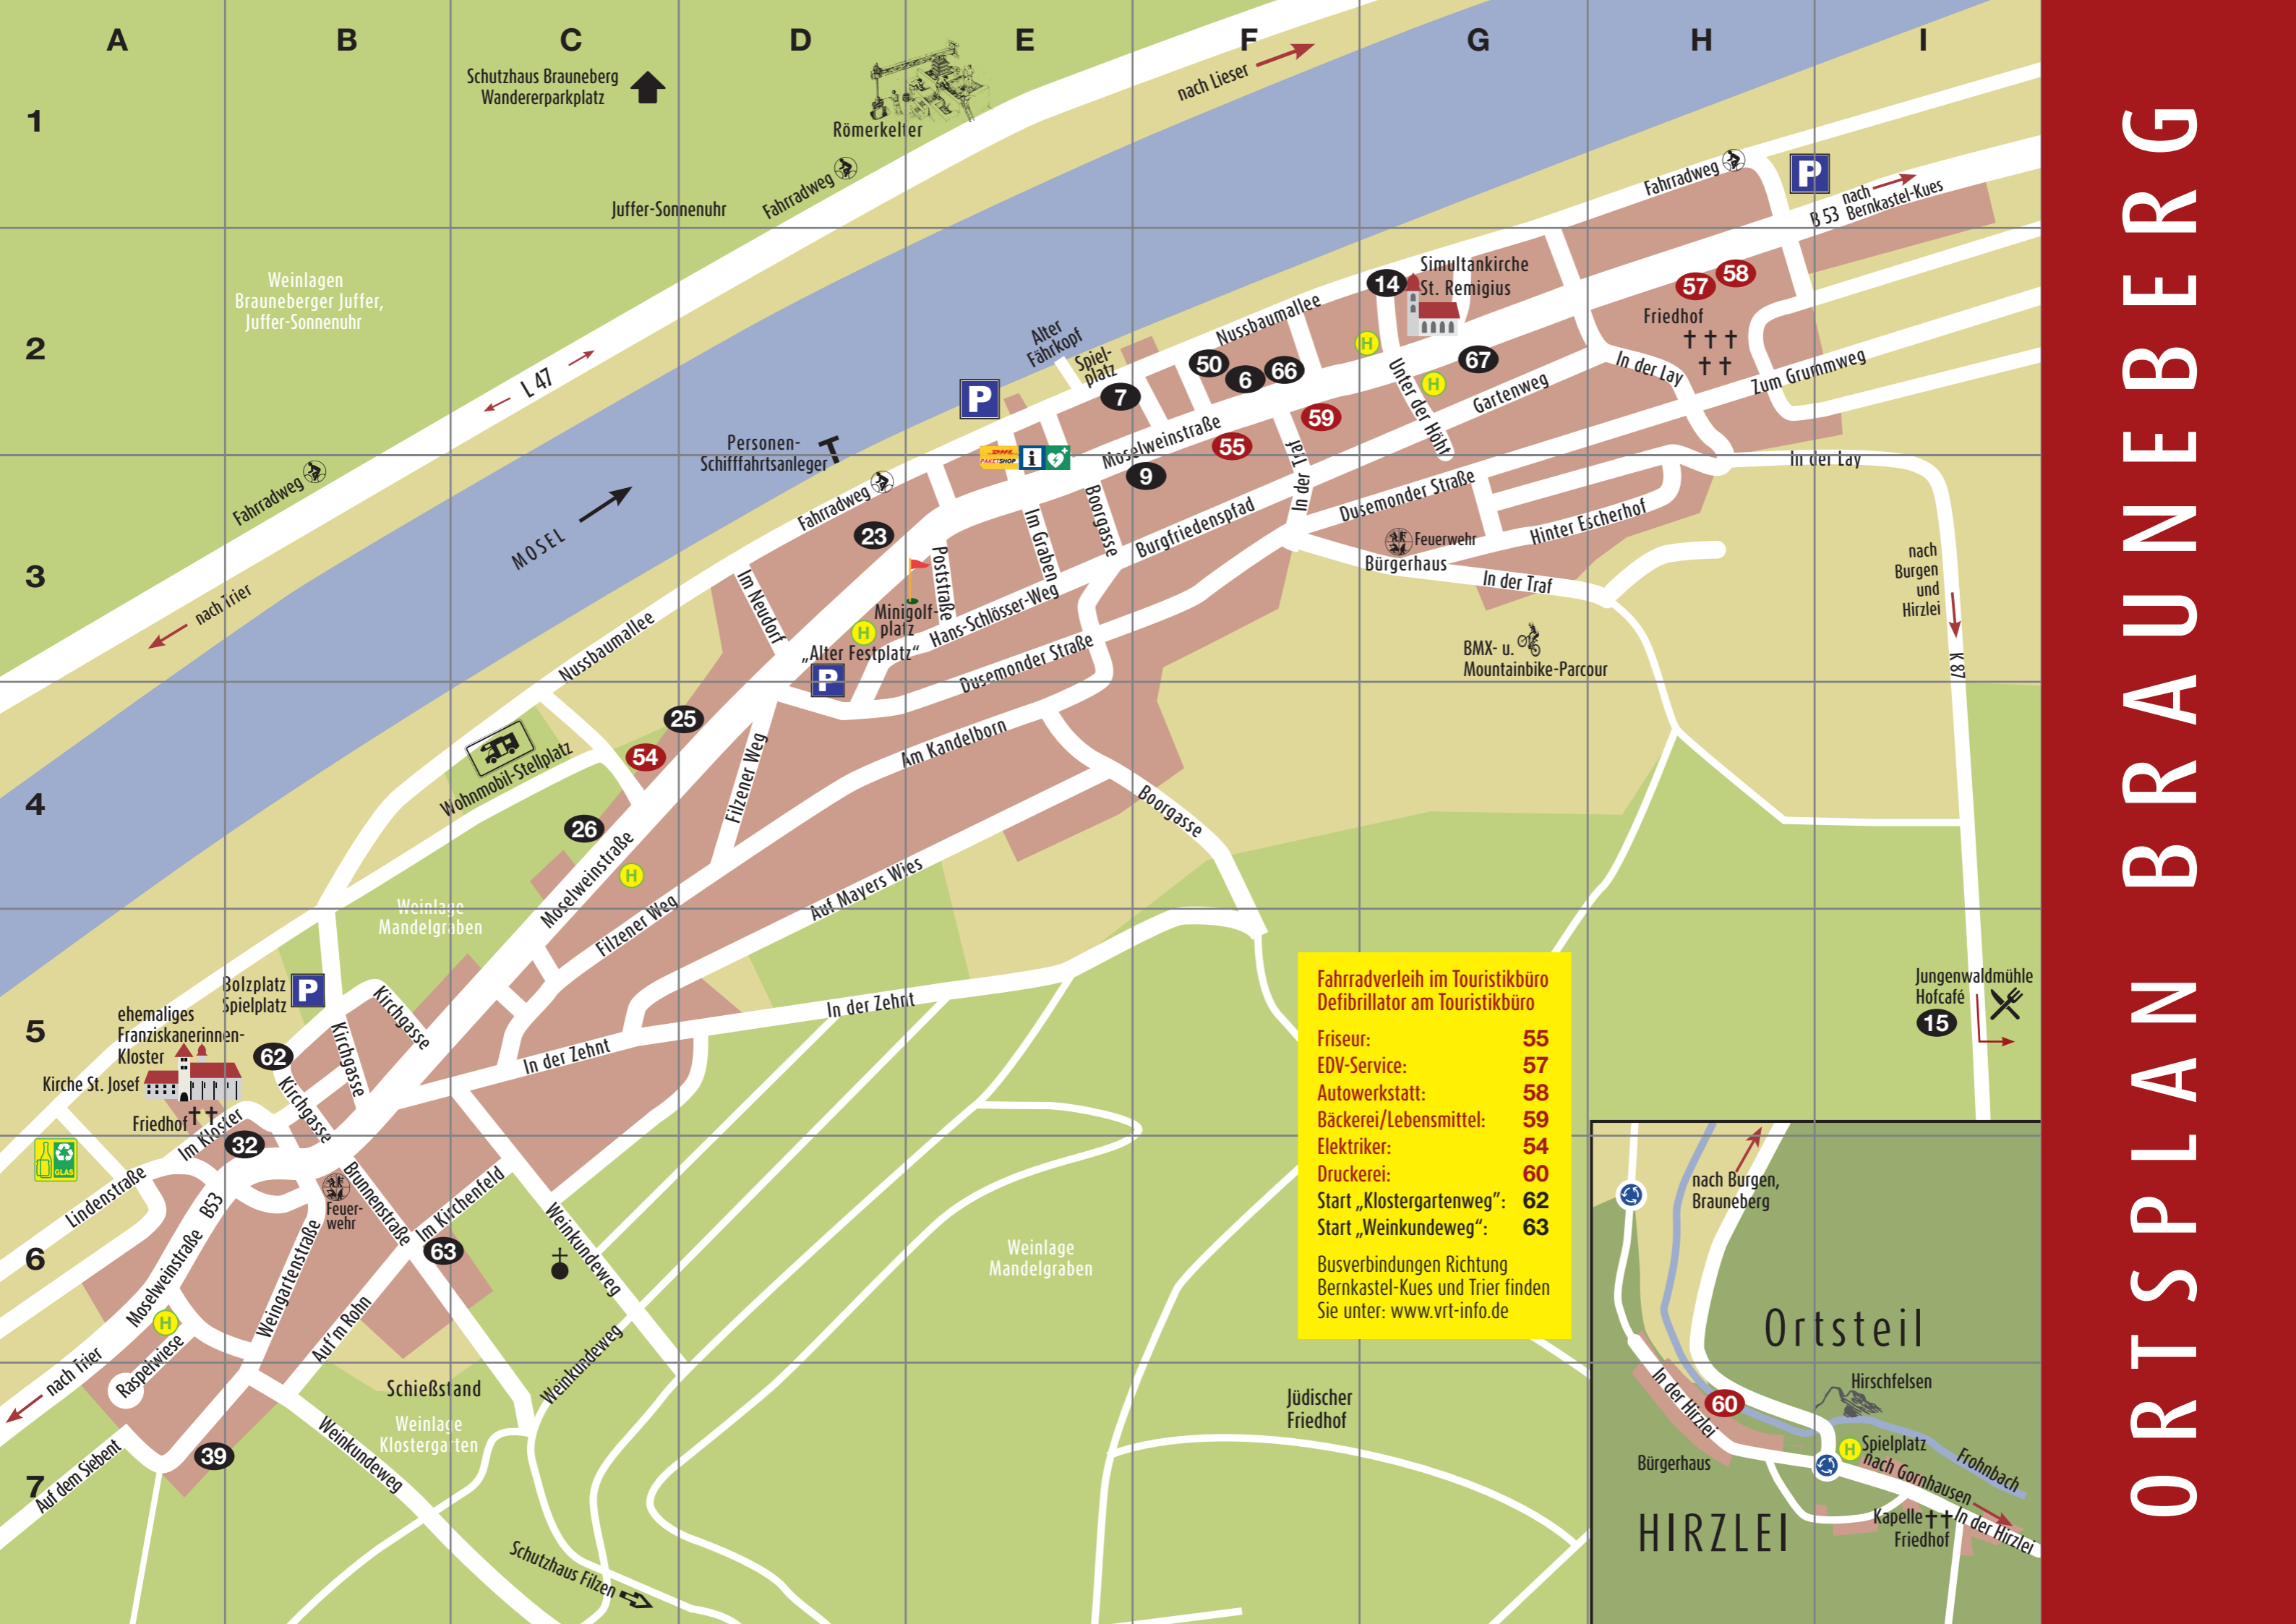 A
B
C
D
E
F
G
H
I
1
2
3
4
5
6
7
ORTSPLAN BRAUNEBERG
Schutzhaus Brauneberg
Wandererparkplatz
Römerkelter
nach Lieser
Fahrradweg
Juffer-Sonnenuhr
Fahrradweg
P
nach
B 53 Bernkastel-Kues
Weinlagen
Brauneberger Juffer,
Juffer-Sonnenuhr
L 47
Simultankirche
St. Remigius
14
57
58
Friedhof
Nussbaumallee
Alter
Fährkopf
Spiel-
platz
H
50
6
66
67
7
H
P
Unter der Höht
Gartenweg
In der Lay
Zum Grummweg
59
55
Moselweinstraße
Personen-
Schifffahrtsanleger
DHL
PAKETSHOP
i
9
In der Traf
In der Lay
Fahrradweg
Fahrradweg
MOSEL
23
Poststraße
Im Graben
Boorgasse
Burgfriedenspfad
Dusemonder Straße
Hinter Escherhof
Feuerwehr
Bürgerhaus
In der Traf
nach
Burgen
und
Hirzlei
K 87
nach Trier
Im Neudorf
Minigolf-
platz
H
Hans-Schlösser-Weg
„Alter Festplatz“
P
Dusemonder Straße
Nussbaumallee
BMX- u.
Mountainbike-Parcour
25
54
Wohnmobil-Stellplatz
Filzener Weg
Am Kandelborn
Boorgasse
26
Moselweinstraße
H
Auf Mayers Wies
Filzener Weg
Weinlage
Mandelgraben
Bolzplatz
Spielplatz
P
Kirchgasse
Kirchgasse
Kirchgasse
ehemaliges
Franziskanerinnen-
Kloster
62
Kirche St. Josef
Friedhof
Im Kloster
32
In der Zehnt
In der Zehnt
Jungenwaldmühle
Hofcafé
15
GLAS
Lindenstraße
B53
Moselweinstraße
Feuer-
wehr
Brunnenstraße
Im Kirchenfeld
63
Weinkundeweg
Weingartenstraße
Auf'm Rohn
H
Raspelwiese
nach Trier
Weinkundeweg
Weinlage
Mandelgraben
Schießstand
Weinlage
Klostergarten
Weinkundeweg
39
Auf dem Siebent
Schutzhaus Filzen
Jüdischer
Friedhof
Fahrradverleih im Touristikbüro
Defibrillator am Touristikbüro
Friseur: 55
EDV-Service: 57
Autowerkstatt: 58
Bäckerei/Lebensmittel: 59
Elektriker: 54
Druckerei: 60
Start „Klostergartenweg”: 62
Start „Weinkundeweg“: 63
Busverbindungen Richtung
Bernkastel-Kues und Trier finden
Sie unter: www.vrt-info.de
nach Burgen,
Brauneberg
Ortsteil
Hirschfelsen
In der Hirzlei
60
H
Spielplatz
Bürgerhaus
nach Gornhausen
Frohnbach
Kapelle
Friedhof
In der Hirzlei
HIRZLEI